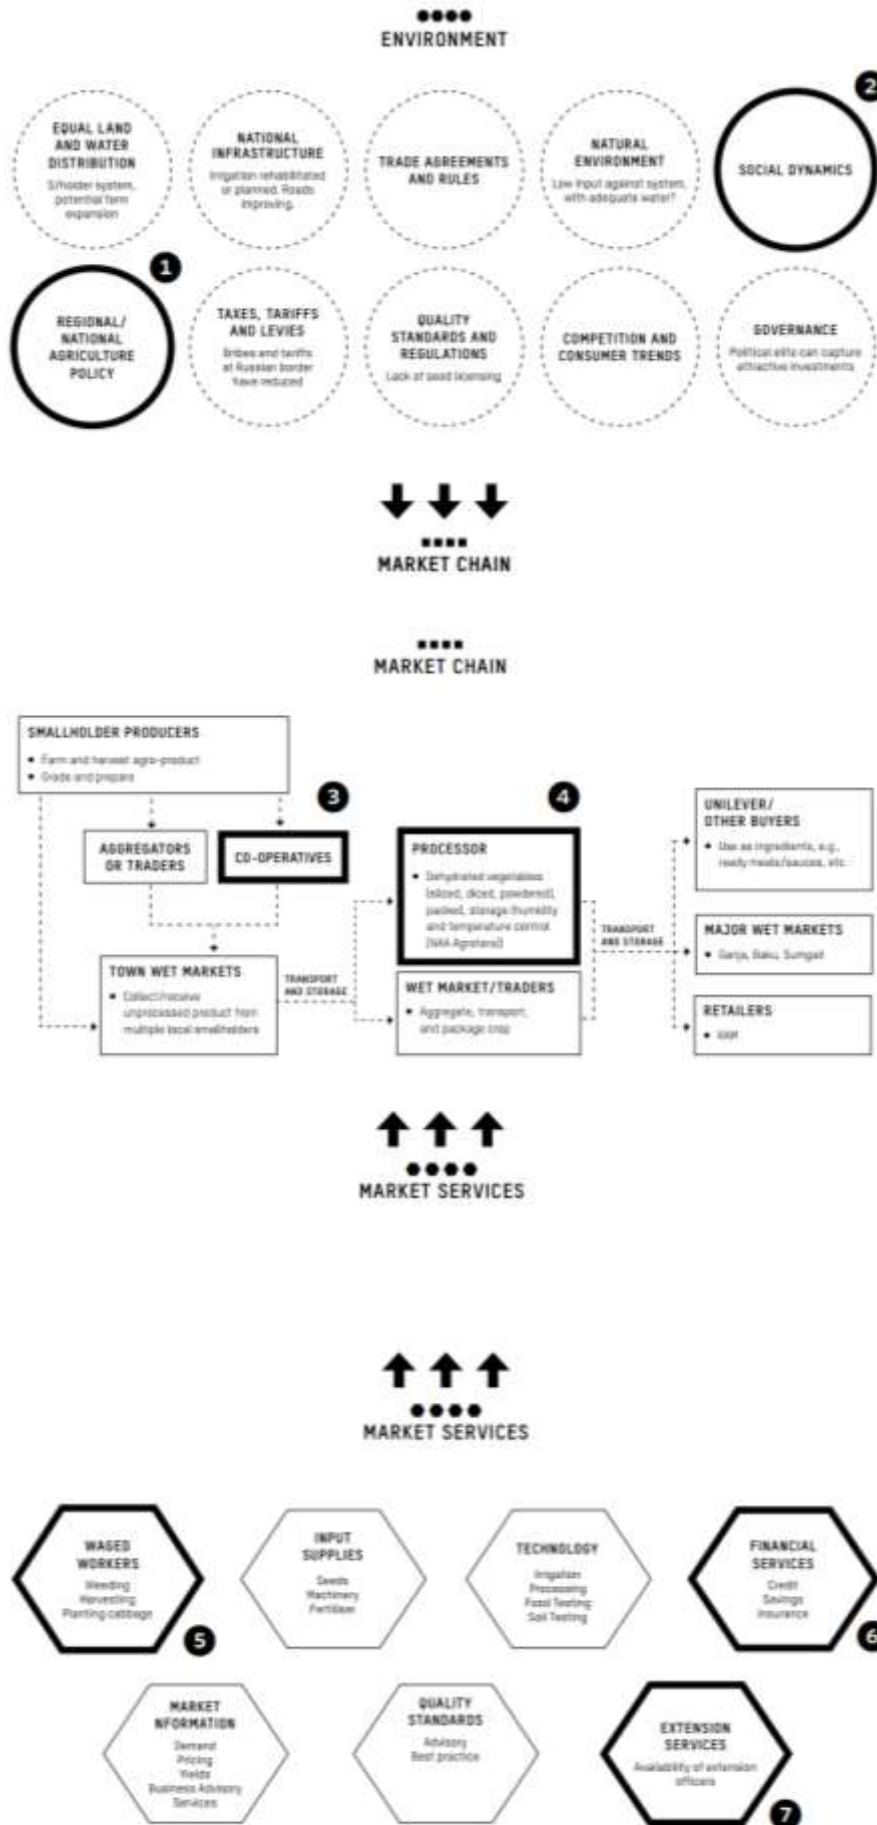 ENVIRONMENT
EQUAL LAND
AND WATER
DISTRIBUTION
S/holder system,
potential farm
expansion
NATIONAL
INFRASTRUCTURE
Irrigation rehabilitated
or planned. Roads
improving.
TRADE AGREEMENTS
AND RULES
NATURAL
ENVIRONMENT
Low input against system,
with adequate water?
2
SOCIAL DYNAMICS
1
REGIONAL/
NATIONAL
AGRICULTURE
POLICY
TAXES, TARIFFS
AND LEVIES
Bribes and tariffs
at Russian border
have reduced
QUALITY
STANDARDS AND
REGULATIONS
Lack of seed licensing
COMPETITION AND
CONSUMER TRENDS
GOVERNANCE
Political elite can capture
attractive investments
MARKET CHAIN
MARKET CHAIN
SMALLHOLDER PRODUCERS
• Farm and harvest agro-product
• Grade and prepare
AGGREGATORS
OR TRADERS
3
CO-OPERATIVES
TOWN WET MARKETS
• Collect/receive
unprocessed product from
multiple local smallholders
TRANSPORT
AND STORAGE
4
PROCESSOR
• Dehydrated vegetables
(sliced, diced, powdered),
packed, storage (humidity
and temperature control
WET MARKET/TRADERS
• Aggregate, transport,
and package crop
TRANSPORT
AND STORAGE
UNILEVER/
OTHER BUYERS
• Use as ingredients, e.g.,
ready meals/sauces, etc.
MAJOR WET MARKETS
• Ganja, Baku, Sumgait
RETAILERS
MARKET SERVICES
MARKET SERVICES
WAGED
WORKERS
Weeding
Harvesting
Planting cabbage
5
INPUT
SUPPLIES
Seeds
Machinery
Fertiliser
TECHNOLOGY
Irrigation
Processing
Food Testing
Soil Testing
FINANCIAL
SERVICES
Credit
Savings
Insurance
6
MARKET
NFORMATION
Demand
Pricing
Yields
Business Advisory
Services
QUALITY
STANDARDS
Advisory
Best practice
EXTENSION
SERVICES
Availability of extension
officers
7